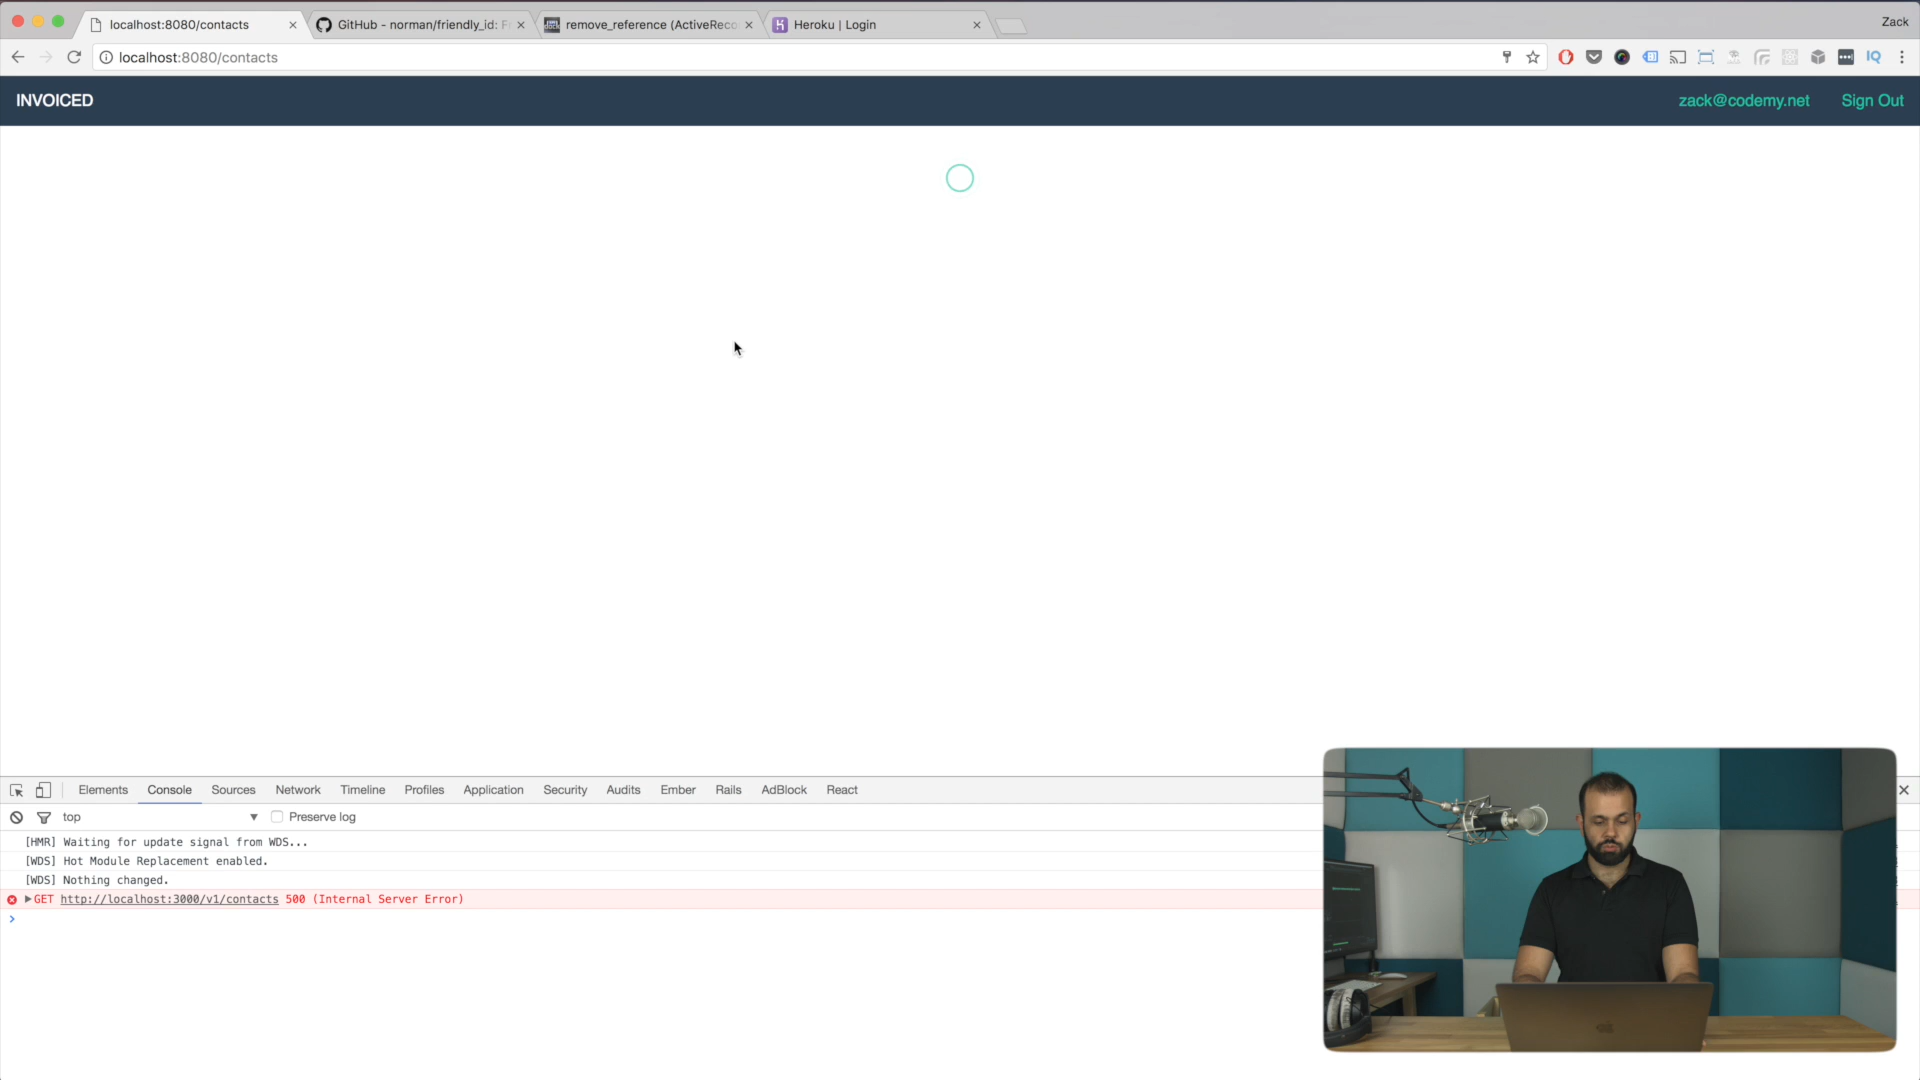 localhost:8080/contacts
GitHub - norman/friendly_id: F
remove_reference (ActiveReco
Heroku | Login
Zack
localhost:8080/contacts
IQ
INVOICED
zack@codemy.net
Sign Out
Elements
Console
Sources
Network
Timeline
Profiles
Application
Security
Audits
Ember
Rails
AdBlock
React
top
Preserve log
[HMR] Waiting for update signal from WDS...
[WDS] Hot Module Replacement enabled.
[WDS] Nothing changed.
GET http://localhost:3000/v1/contacts 500 (Internal Server Error)